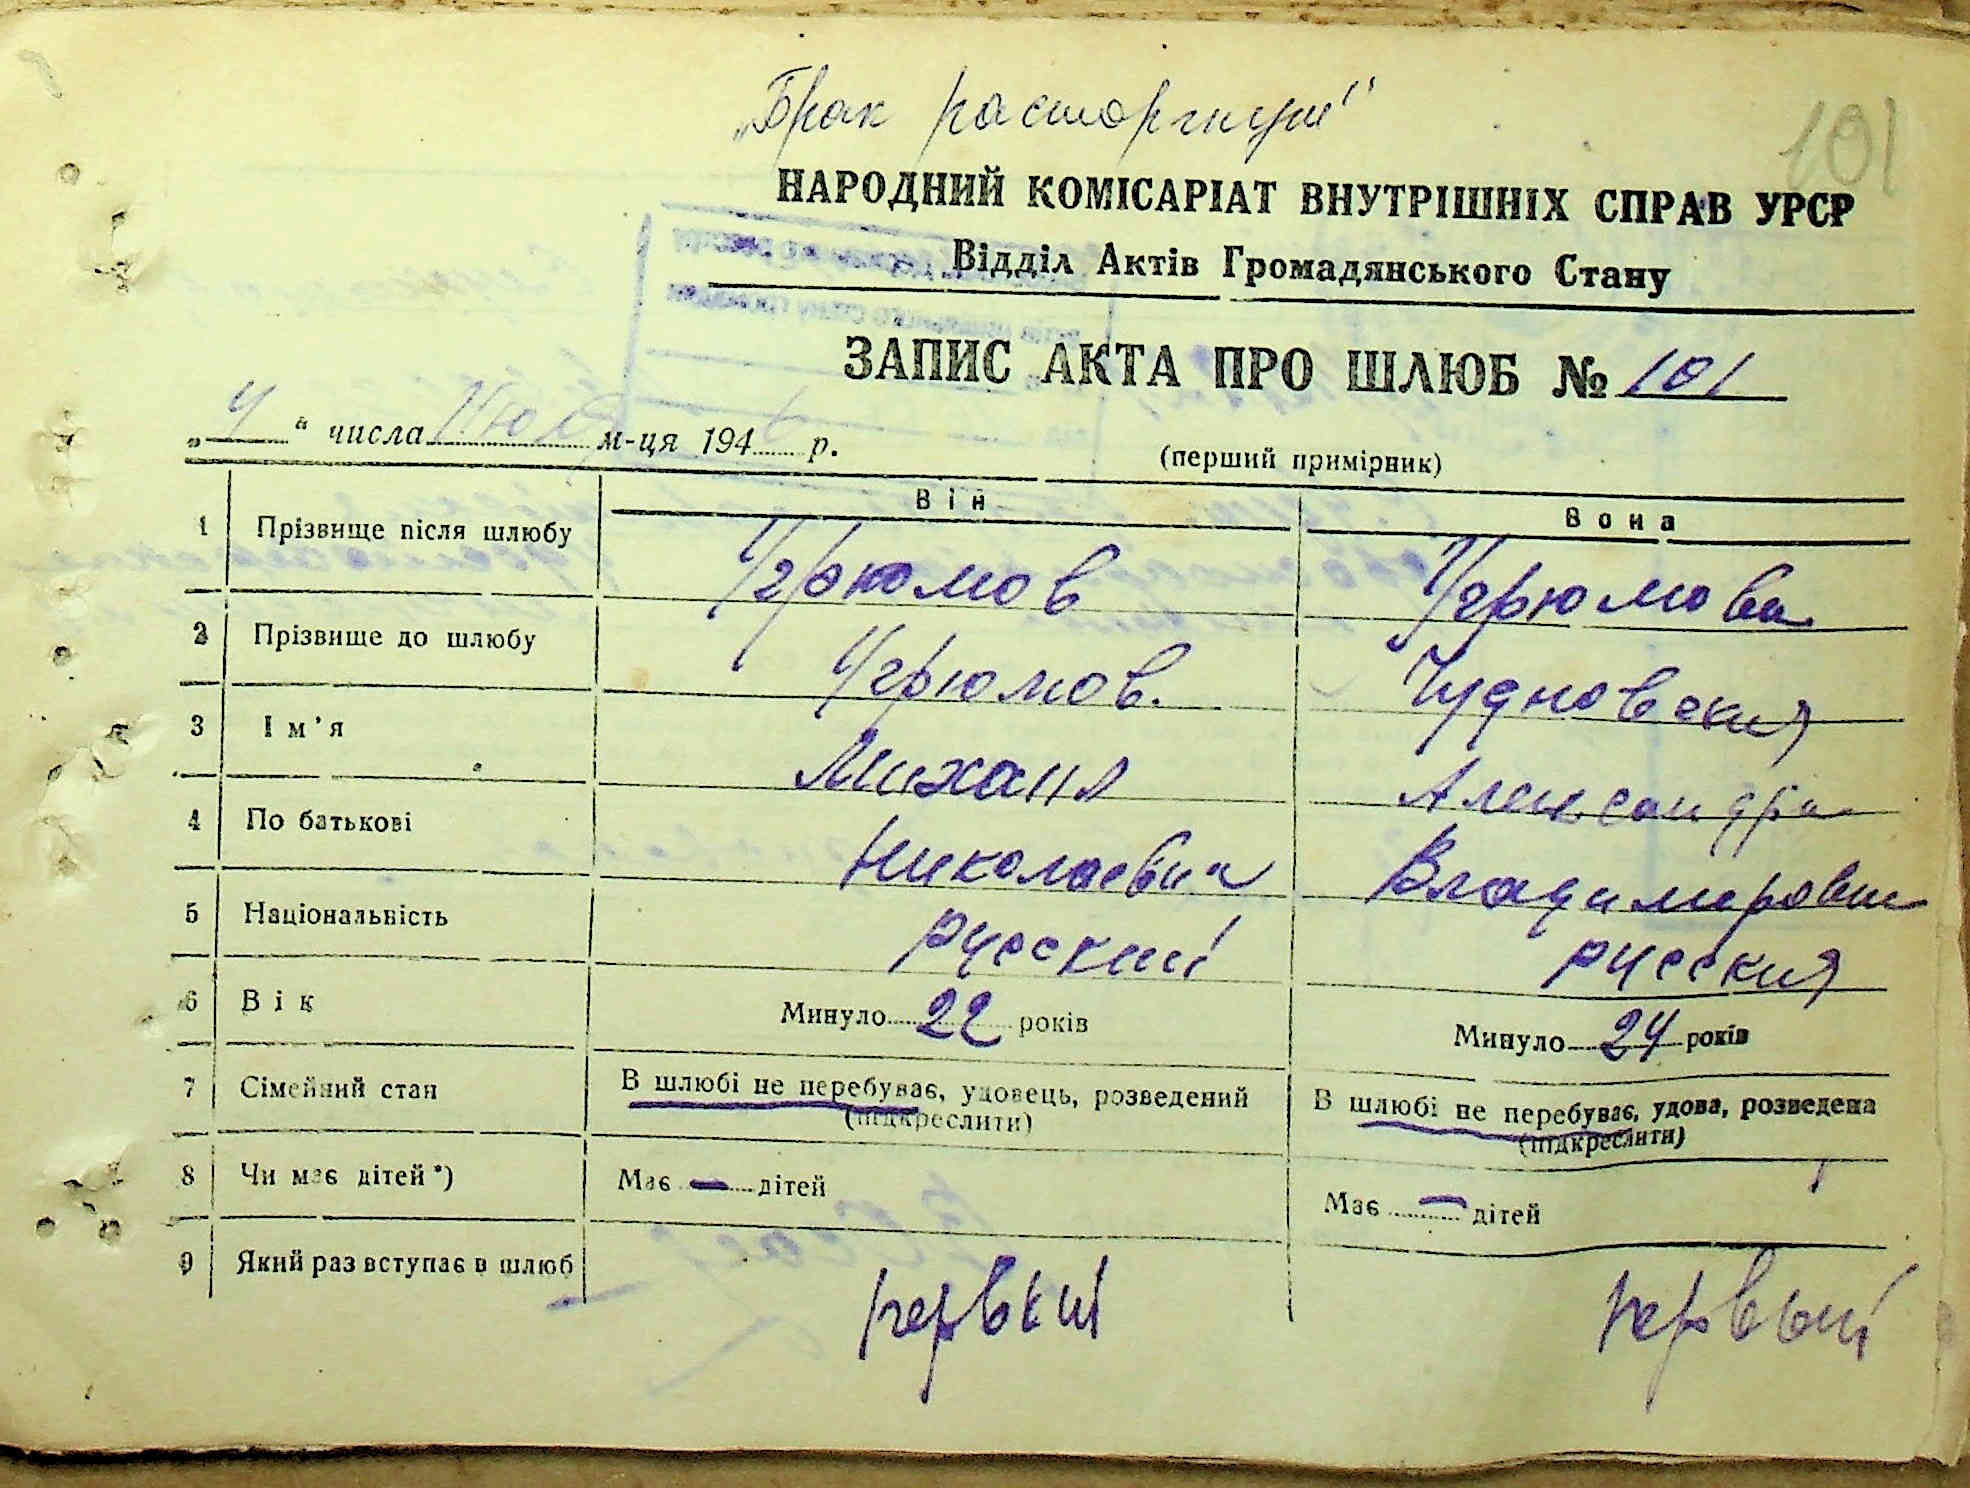 „Брак расторгнут"
101
НАРОДНИЙ КОМІСАРІАТ ВНУТРІШНІХ СПРАВ УРСР
Відділ Актів Громадянського Стану
ЗАПИС АКТА ПРО ШЛЮБ № 101
„ 4 " числа Июля м-ця 194 6 р.
(перший примірник)
Він Вона
1 Прізвище після шлюбу Угрюмов Угрюмова
2 Прізвище до шлюбу Угрюмов. Чудновская
3 Ім'я Михаил Александра
4 По батькові Николаевич Владимировна
5 Національність русский русская
6 Вік Минуло 22 років Минуло 24 років
7 Сімейний стан В шлюбі не перебуває, удовець, розведений (підкреслити) В шлюбі не перебуває, удова, розведена (підкреслити)
8 Чи має дітей*) Має — дітей Має — дітей
9 Який раз вступає в шлюб первый первый